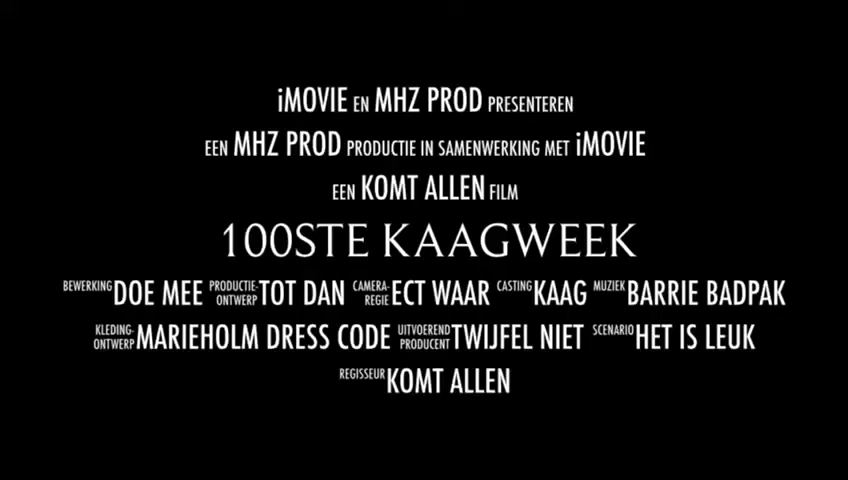 iMOVIE EN MHZ PROD PRESENTEREN
EEN MHZ PROD PRODUCTIE IN SAMENWERKING MET iMOVIE
EEN KOMT ALLEN FILM
100STE KAAGWEEK
BEWERKING DOE MEE PRODUCTIE-ONTWERP TOT DAN CAMERA-REGIE ECT WAAR CASTING KAAG MUZIEK BARRIE BADPAK
KLEDING-ONTWERP MARIEHOLM DRESS CODE UITVOEREND PRODUCENT TWIJFEL NIET SCENARIO HET IS LEUK
REGISSEUR KOMT ALLEN